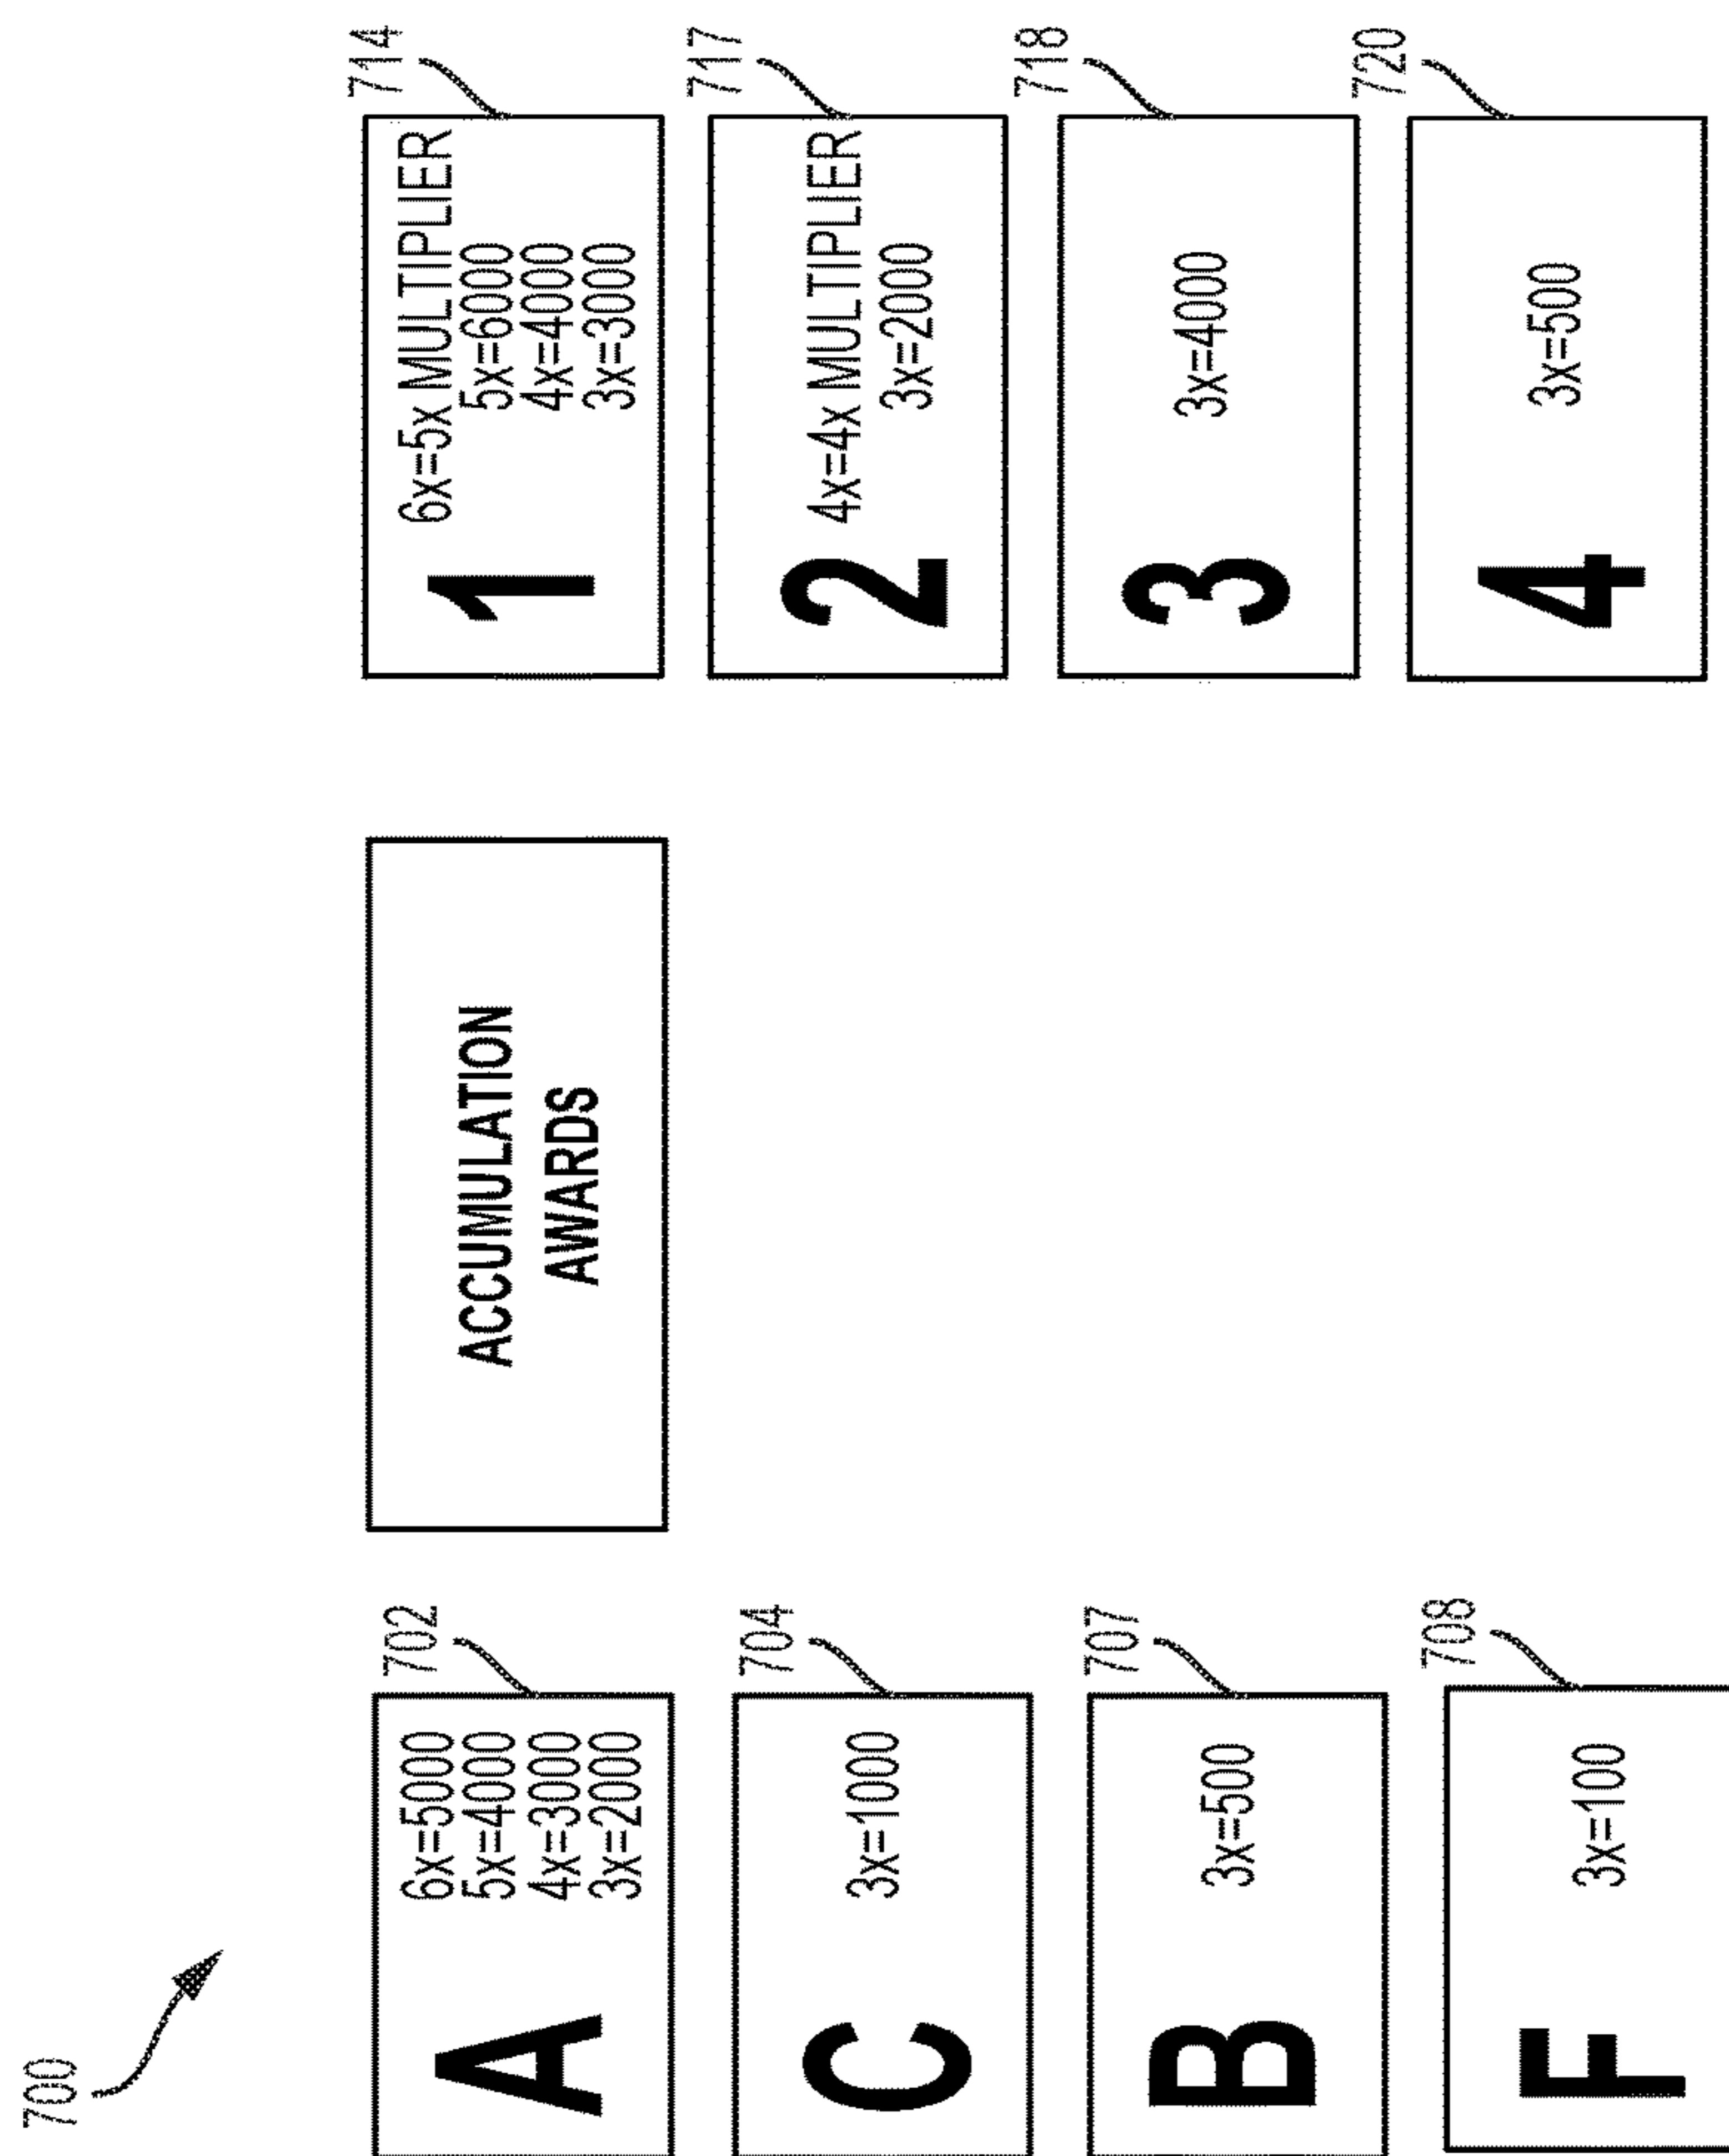 700
ACCUMULATION
AWARDS
702
A
6x=5000
5x=4000
4x=3000
3x=2000
704
C
3x=1000
707
B
3x=500
708
F
3x=100
714
1
6x=5x MULTIPLIER
5x=6000
4x=4000
3x=3000
717
2
4x=4x MULTIPLIER
3x=2000
718
3
3x=4000
720
4
3x=500